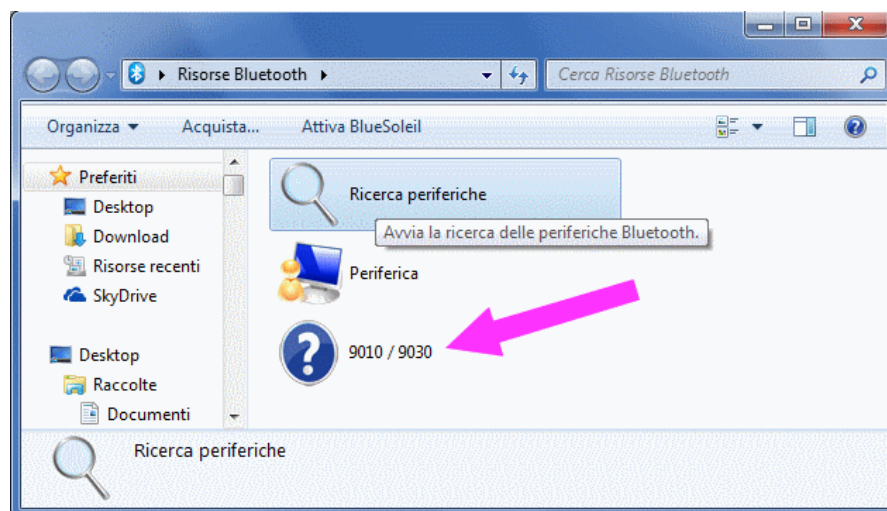 Risorse Bluetooth
Cerca Risorse Bluetooth
Organizza
Acquista...
Attiva BlueSoleil
Preferiti
Desktop
Download
Risorse recenti
SkyDrive
Desktop
Raccolte
Documenti
Ricerca periferiche
Avvia la ricerca delle periferiche Bluetooth.
Periferica
9010 / 9030
Ricerca periferiche